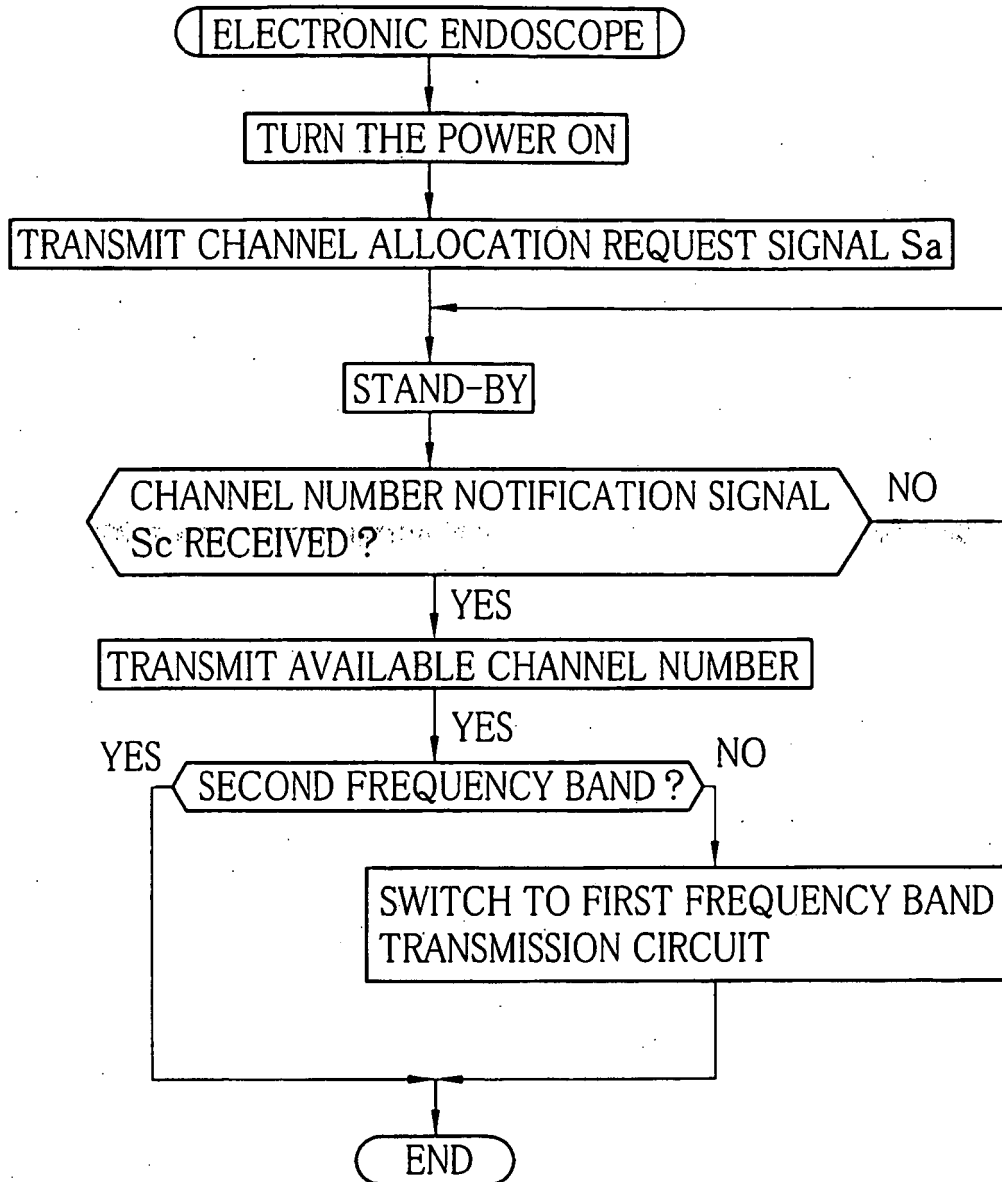 ELECTRONIC ENDOSCOPE
TURN THE POWER ON
TRANSMIT CHANNEL ALLOCATION REQUEST SIGNAL Sa
STAND-BY
CHANNEL NUMBER NOTIFICATION SIGNAL
Sc RECEIVED ?
NO
YES
TRANSMIT AVAILABLE CHANNEL NUMBER
YES
YES
NO
SECOND FREQUENCY BAND ?
SWITCH TO FIRST FREQUENCY BAND
TRANSMISSION CIRCUIT
END